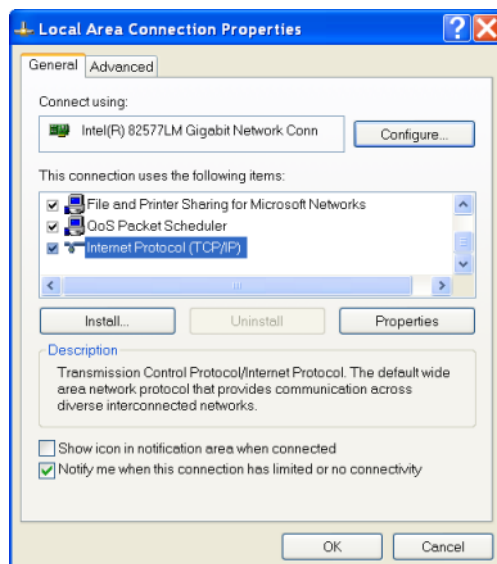 Local Area Connection Properties
General
Advanced
Connect using:
Intel(R) 82577LM Gigabit Network Conn
Configure...
This connection uses the following items:
File and Printer Sharing for Microsoft Networks
QoS Packet Scheduler
Internet Protocol (TCP/IP)
Install...
Uninstall
Properties
Description
Transmission Control Protocol/Internet Protocol. The default wide
area network protocol that provides communication across
diverse interconnected networks.
Show icon in notification area when connected
Notify me when this connection has limited or no connectivity
OK
Cancel